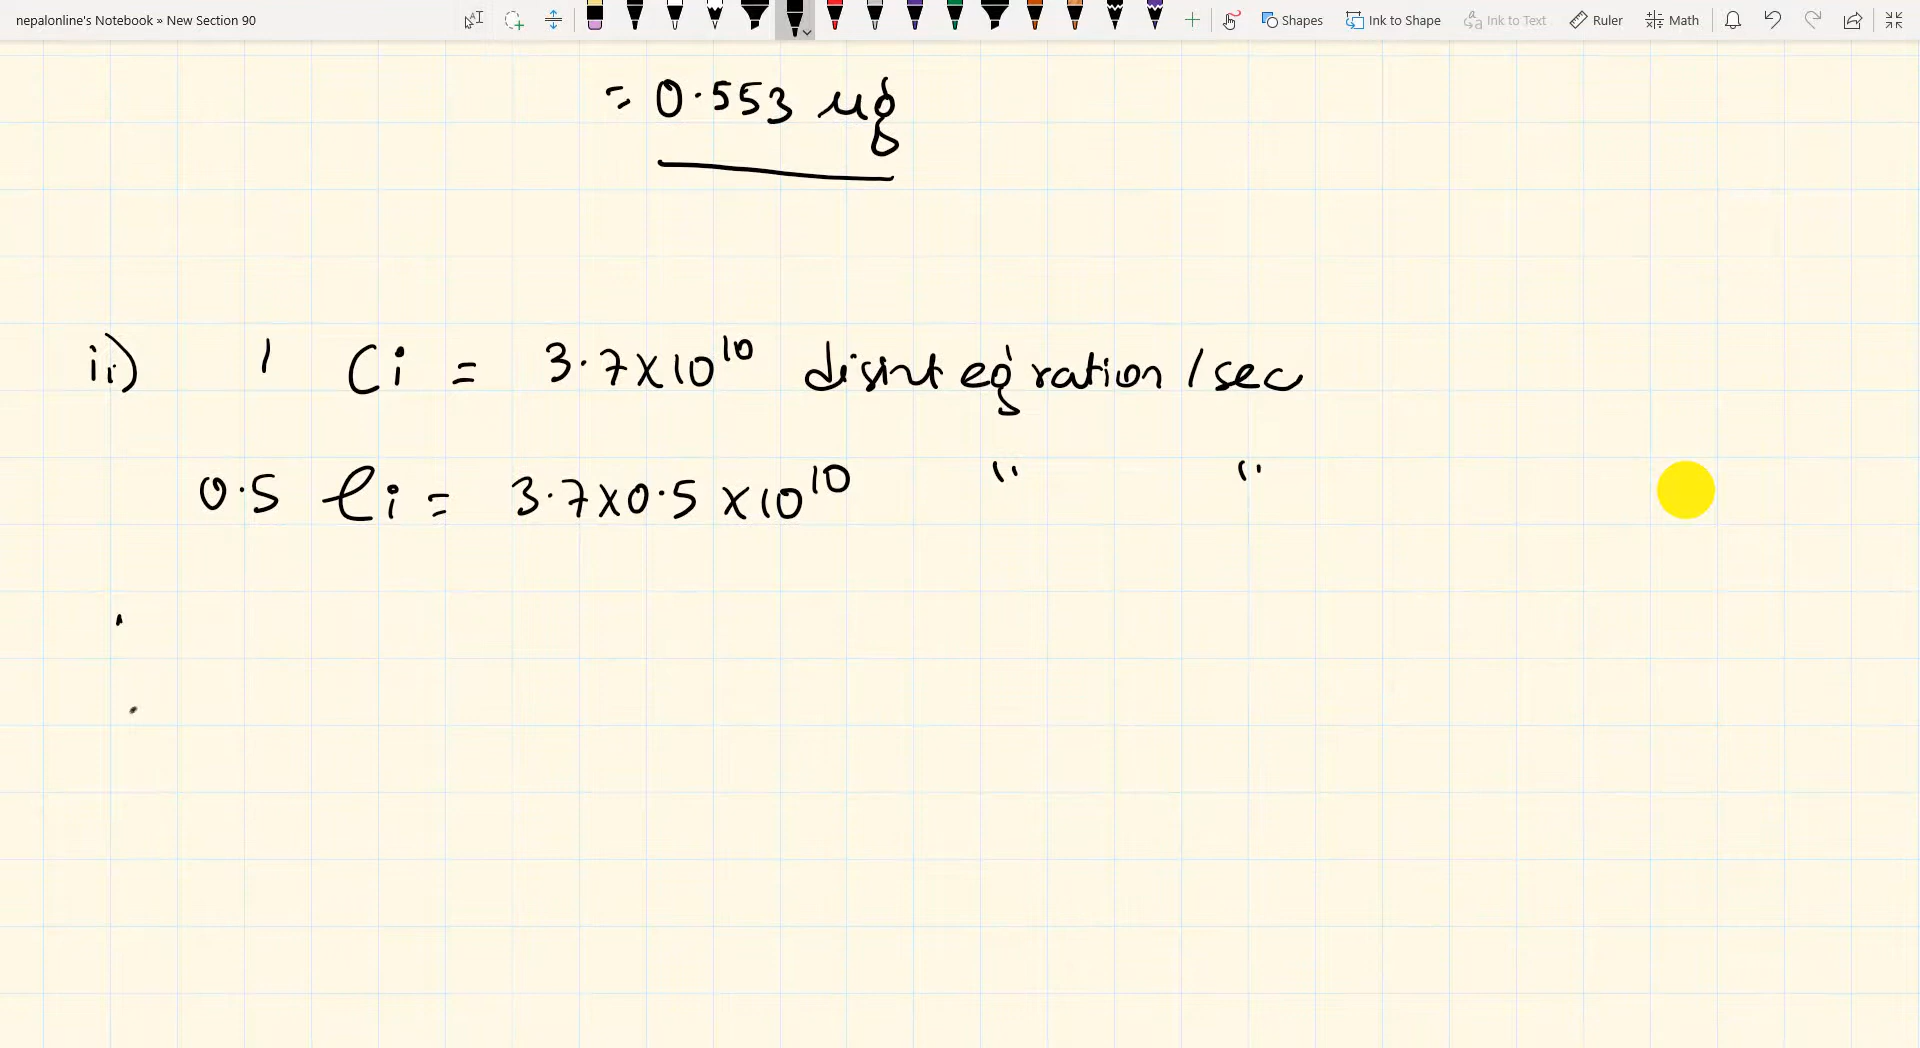 nepalonline's Notebook » New Section 90
Shapes Ink to Shape Ink to Text Ruler Math
= 0.553 μg
ii) 1 Ci = 3.7×10¹⁰ disintegration/sec
0.5 Ci = 3.7×0.5×10¹⁰ " "